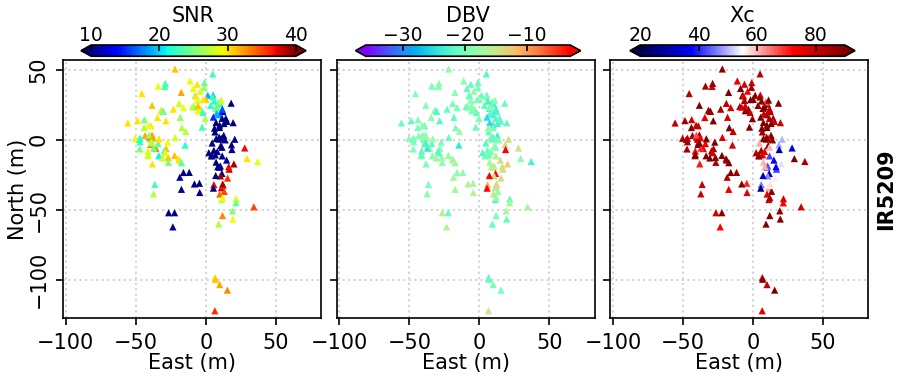 SNR DBV Xc
10 20 30 40 −30 −20 −10 20 40 60 80
50
0
−50
−100
North (m)
−100 −50 0 50 −100 −50 0 50 −100 −50 0 50
East (m) East (m) East (m)
IR5209